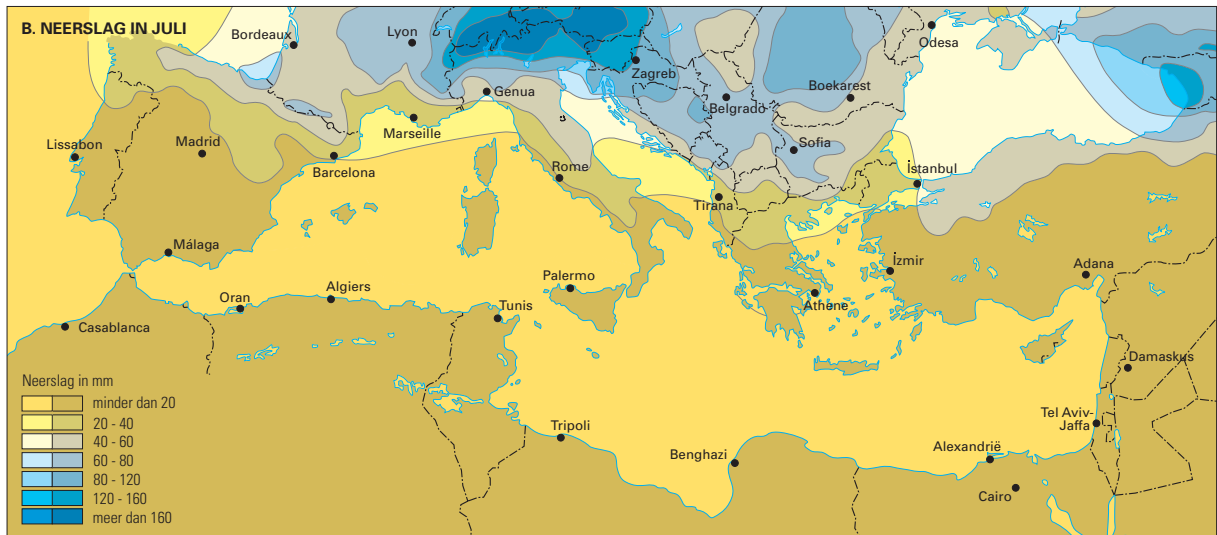 B. NEERSLAG IN JULI
Bordeaux
Lyon
Odesa
Zagreb
Genua
Belgrado
Boekarest
Marseille
Lissabon
Madrid
Sofia
Barcelona
Rome
İstanbul
Tirana
Málaga
İzmir
Palermo
Adana
Oran
Algiers
Athene
Tunis
Casablanca
Damaskus
Neerslag in mm
minder dan 20
20 - 40
40 - 60
60 - 80
80 - 120
120 - 160
meer dan 160
Tel Aviv-
Jaffa
Tripoli
Benghazi
Alexandrië
Cairo